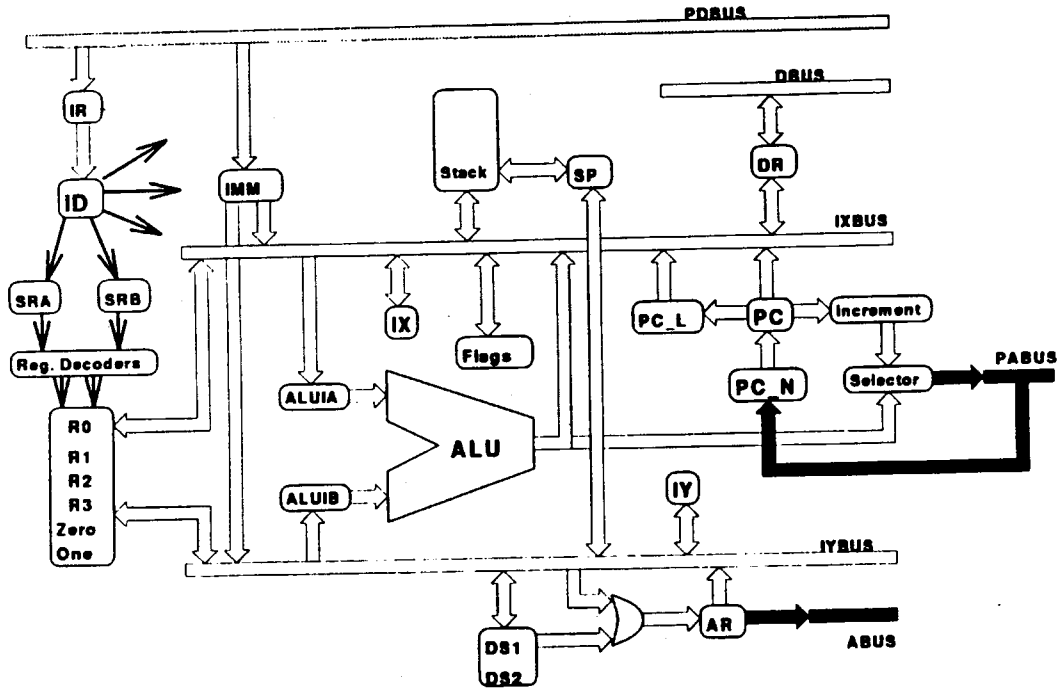 PDBUS
DBUS
IR
Stack
SP
DR
ID
IMM
IXBUS
SRA
SRB
IX
PC_L
PC
Increment
Flags
Reg. Decoders
PABUS
ALUIA
PC_N
Selector
R0
ALU
R1
R2
R3
Zero
One
ALUIB
IY
IYBUS
AR
ABUS
DS1
DS2